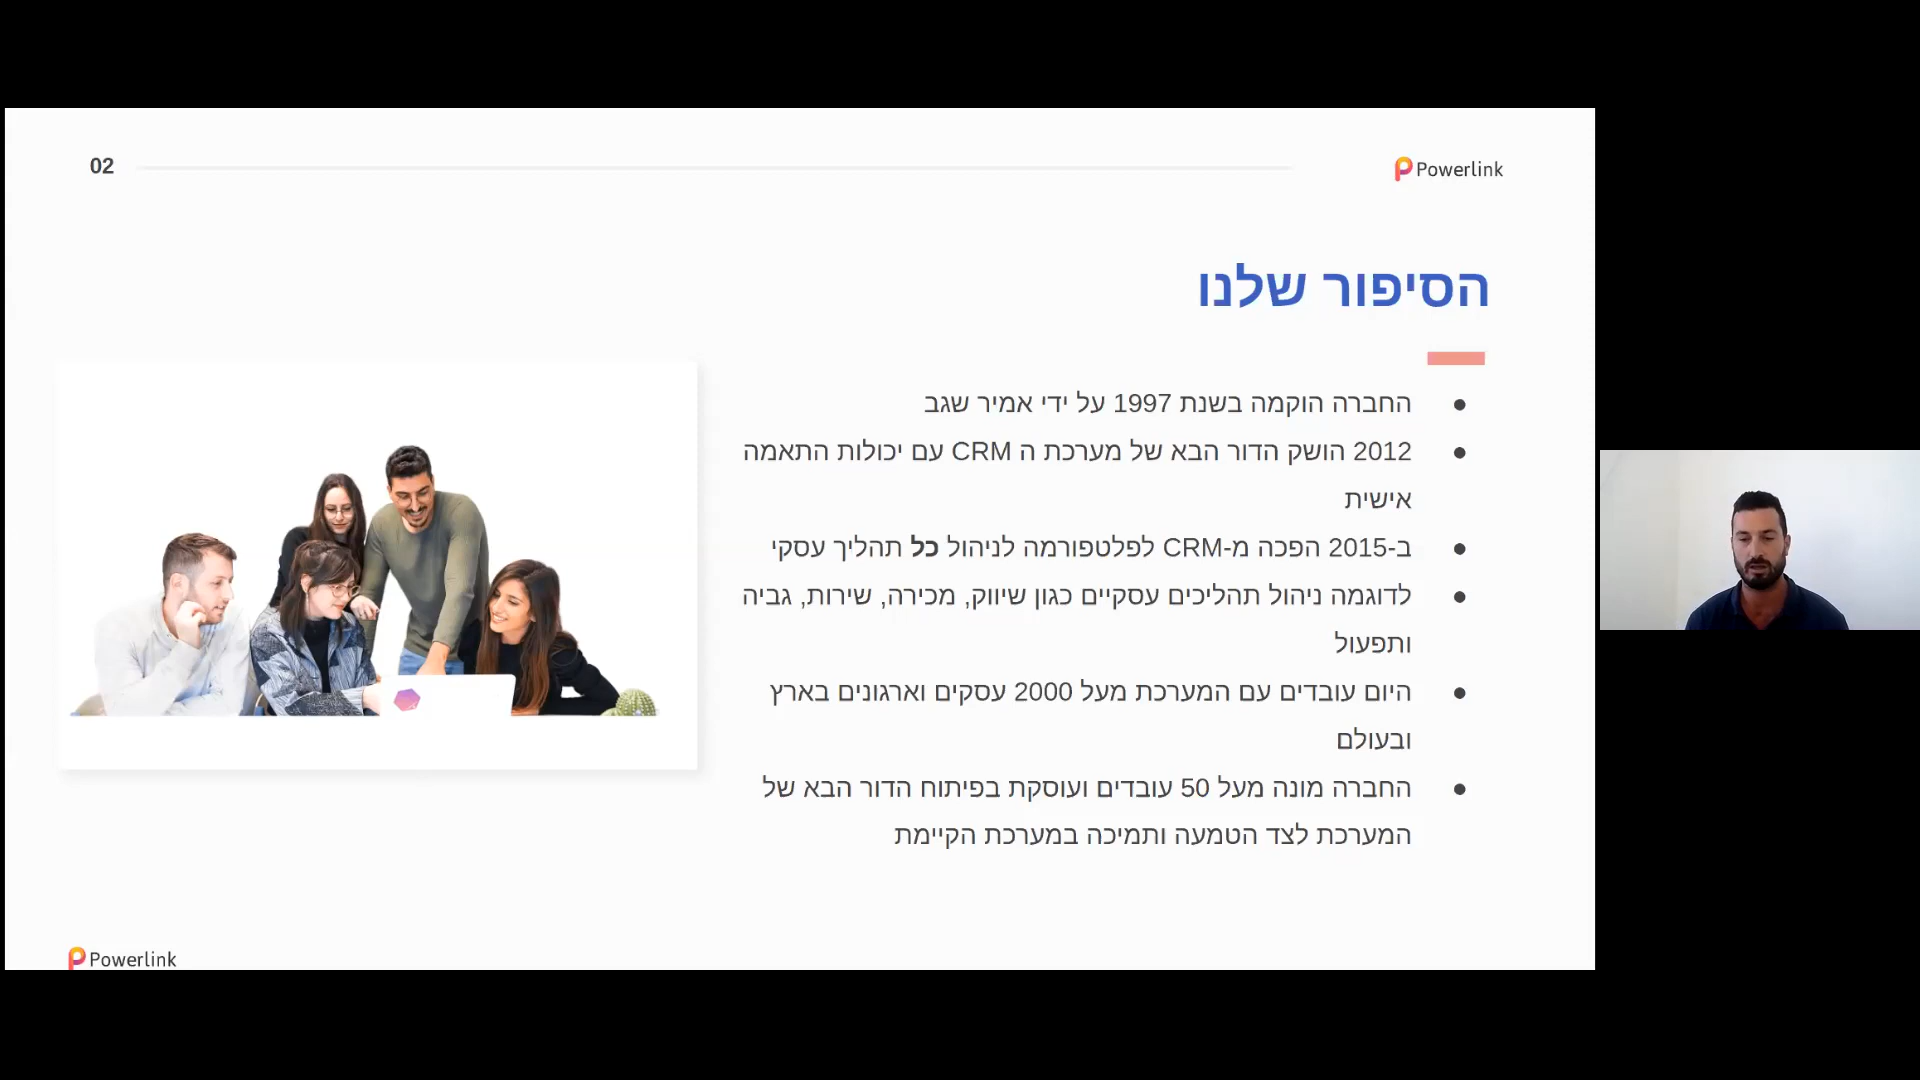 02
Powerlink
הסיפור שלנו
החברה הוקמה בשנת 1997 על ידי אמיר שגב
2012 הושק הדור הבא של מערכת ה CRM עם יכולות התאמה
אישית
ב-2015 הפכה מ-CRM לפלטפורמה לניהול כל תהליך עסקי
לדוגמה ניהול תהליכים עסקיים כגון שיווק, מכירה, שירות, גביה
ותפעול
היום עובדים עם המערכת מעל 2000 עסקים וארגונים בארץ
ובעולם
החברה מונה מעל 50 עובדים ועוסקת בפיתוח הדור הבא של
המערכת לצד הטמעה ותמיכה במערכת הקיימת
Powerlink